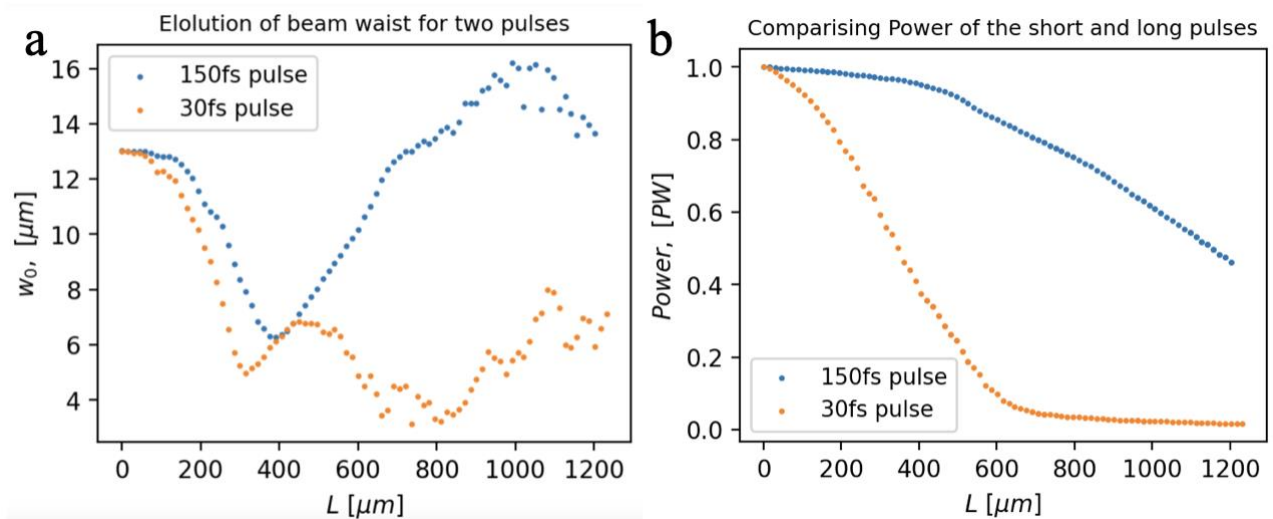 a
Elolution of beam waist for two pulses
150fs pulse
30fs pulse
16
14
12
10
8
6
4
w₀, [μm]
0 200 400 600 800 1000 1200
L [μm]
b
Comparising Power of the short and long pulses
1.0
0.8
0.6
0.4
0.2
0.0
Power, [PW]
150fs pulse
30fs pulse
0 200 400 600 800 1000 1200
L [μm]